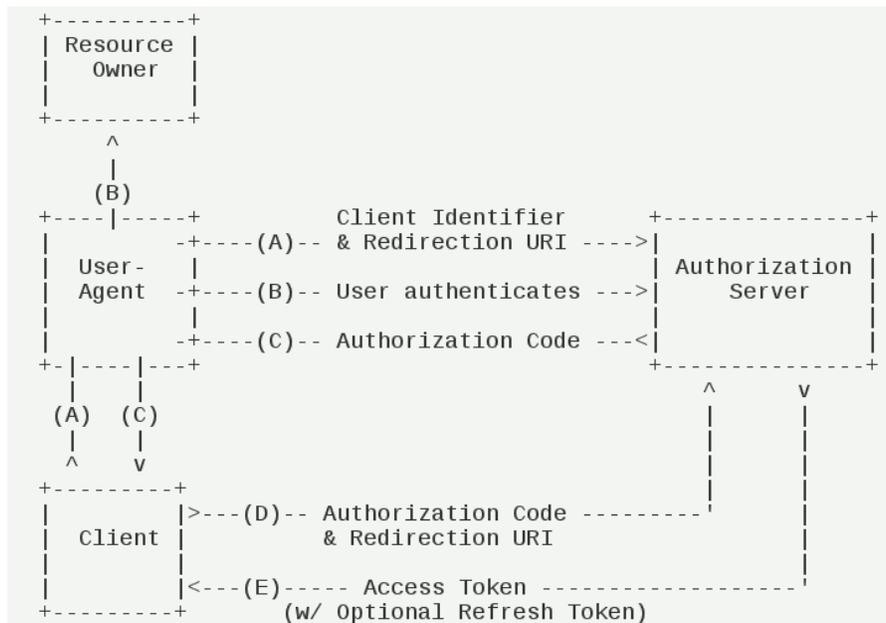 +----------+
| Resource |
|   Owner  |
|          |
+----------+
     ^
     |
    (B)
+----|-----+          Client Identifier      +---------------+
|         -+----(A)-- & Redirection URI ---->|               |
|  User-   |                                 | Authorization |
|  Agent  -+----(B)-- User authenticates --->|     Server    |
|          |                                 |               |
|         -+----(C)-- Authorization Code ---<|               |
+-|----|---+                                 +---------------+
  |    |                                         ^      v
 (A)  (C)                                        |      |
  |    |                                         |      |
  ^    v                                         |      |
+---------+                                      |      |
|         |>---(D)-- Authorization Code ---------'      |
|  Client |          & Redirection URI                  |
|         |                                             |
|         |<---(E)----- Access Token -------------------'
+---------+       (w/ Optional Refresh Token)